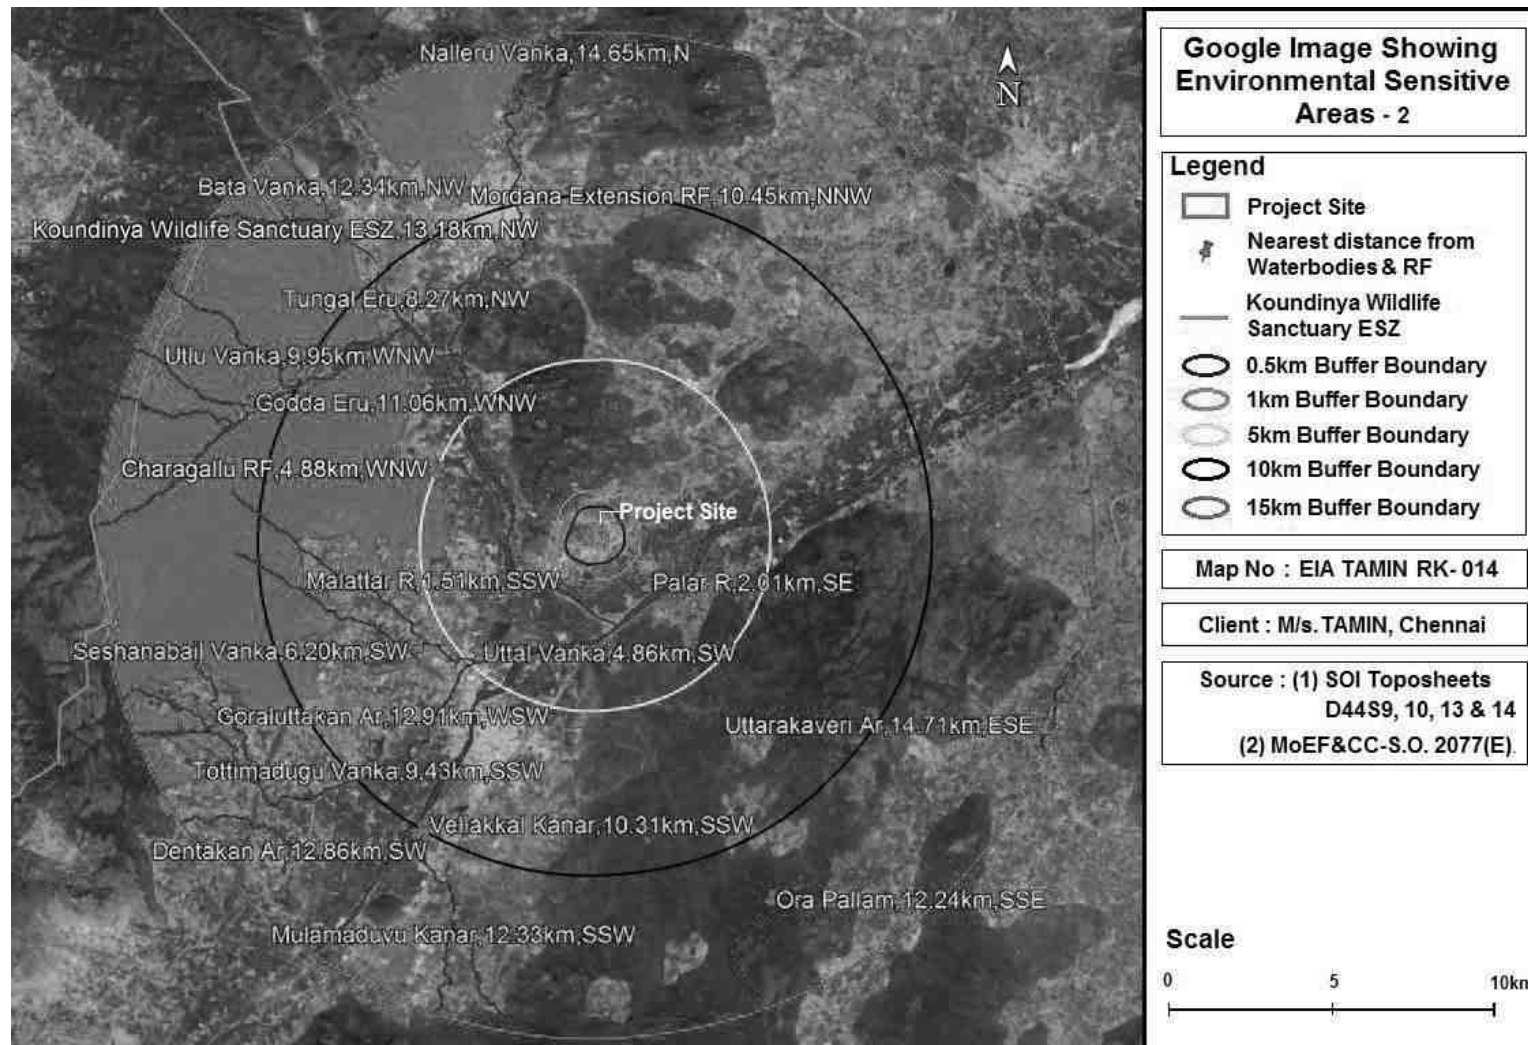 Nalleru Vanka,14.65km,N
N
Bata Vanka,12.34km,NW
Mordana Extension RF,10.45km,NNW
Koundinya Wildlife Sanctuary ESZ,13.18km,NW
Tungal Eru,8.27km,NW
Utlu Vanka,9.95km,WNW
Godda Eru,11.06km,WNW
Charagallu RF,4.88km,WNW
Project Site
Malattar R,1.51km,SSW
Palar R,2.01km,SE
Seshanabail Vanka,6.20km,SW
Uttal Vanka,4.86km,SW
Goraluttakan Ar,12.91km,WSW
Uttarakaveri Ar,14.71km,ESE
Tottimadugu Vanka,9.43km,SSW
Vellakkal Kanar,10.31km,SSW
Dentakan Ar,12.86km,SW
Ora Pallam,12.24km,SSE
Mulamaduvu Kanar,12.33km,SSW
Google Image Showing
Environmental Sensitive
Areas - 2
Legend
Project Site
Nearest distance from
Waterbodies & RF
Koundinya Wildlife
Sanctuary ESZ
0.5km Buffer Boundary
1km Buffer Boundary
5km Buffer Boundary
10km Buffer Boundary
15km Buffer Boundary
Map No : EIA TAMIN RK- 014
Client : M/s. TAMIN, Chennai
Source : (1) SOI Toposheets
D44S9, 10, 13 & 14
(2) MoEF&CC-S.O. 2077(E).
Scale
0 5 10km